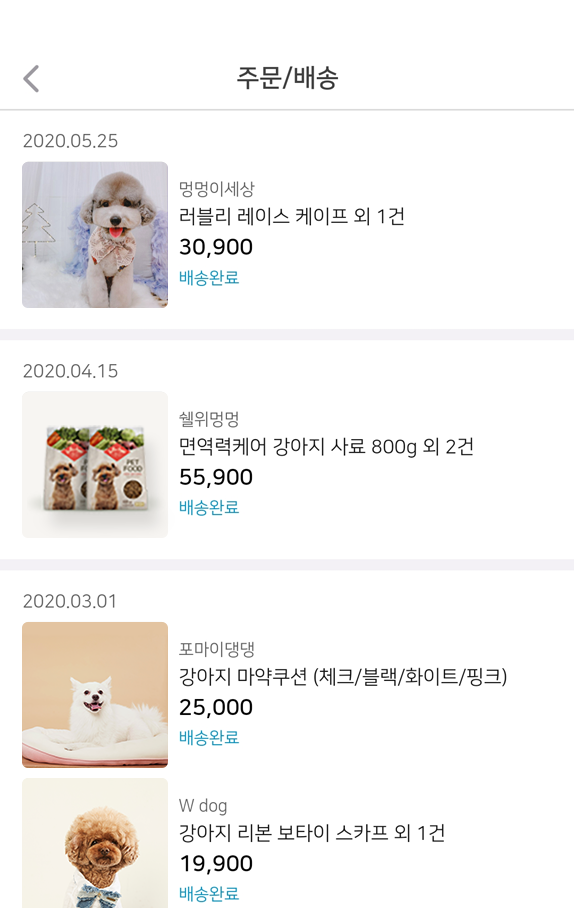 주문/배송
2020.05.25
멍멍이세상
러블리 레이스 케이프 외 1건
30,900
배송완료
2020.04.15
쉘위멍멍
면역력케어 강아지 사료 800g 외 2건
55,900
배송완료
PET
FOOD
2020.03.01
포마이댕댕
강아지 마약쿠션 (체크/블랙/화이트/핑크)
25,000
배송완료
W dog
강아지 리본 보타이 스카프 외 1건
19,900
배송완료